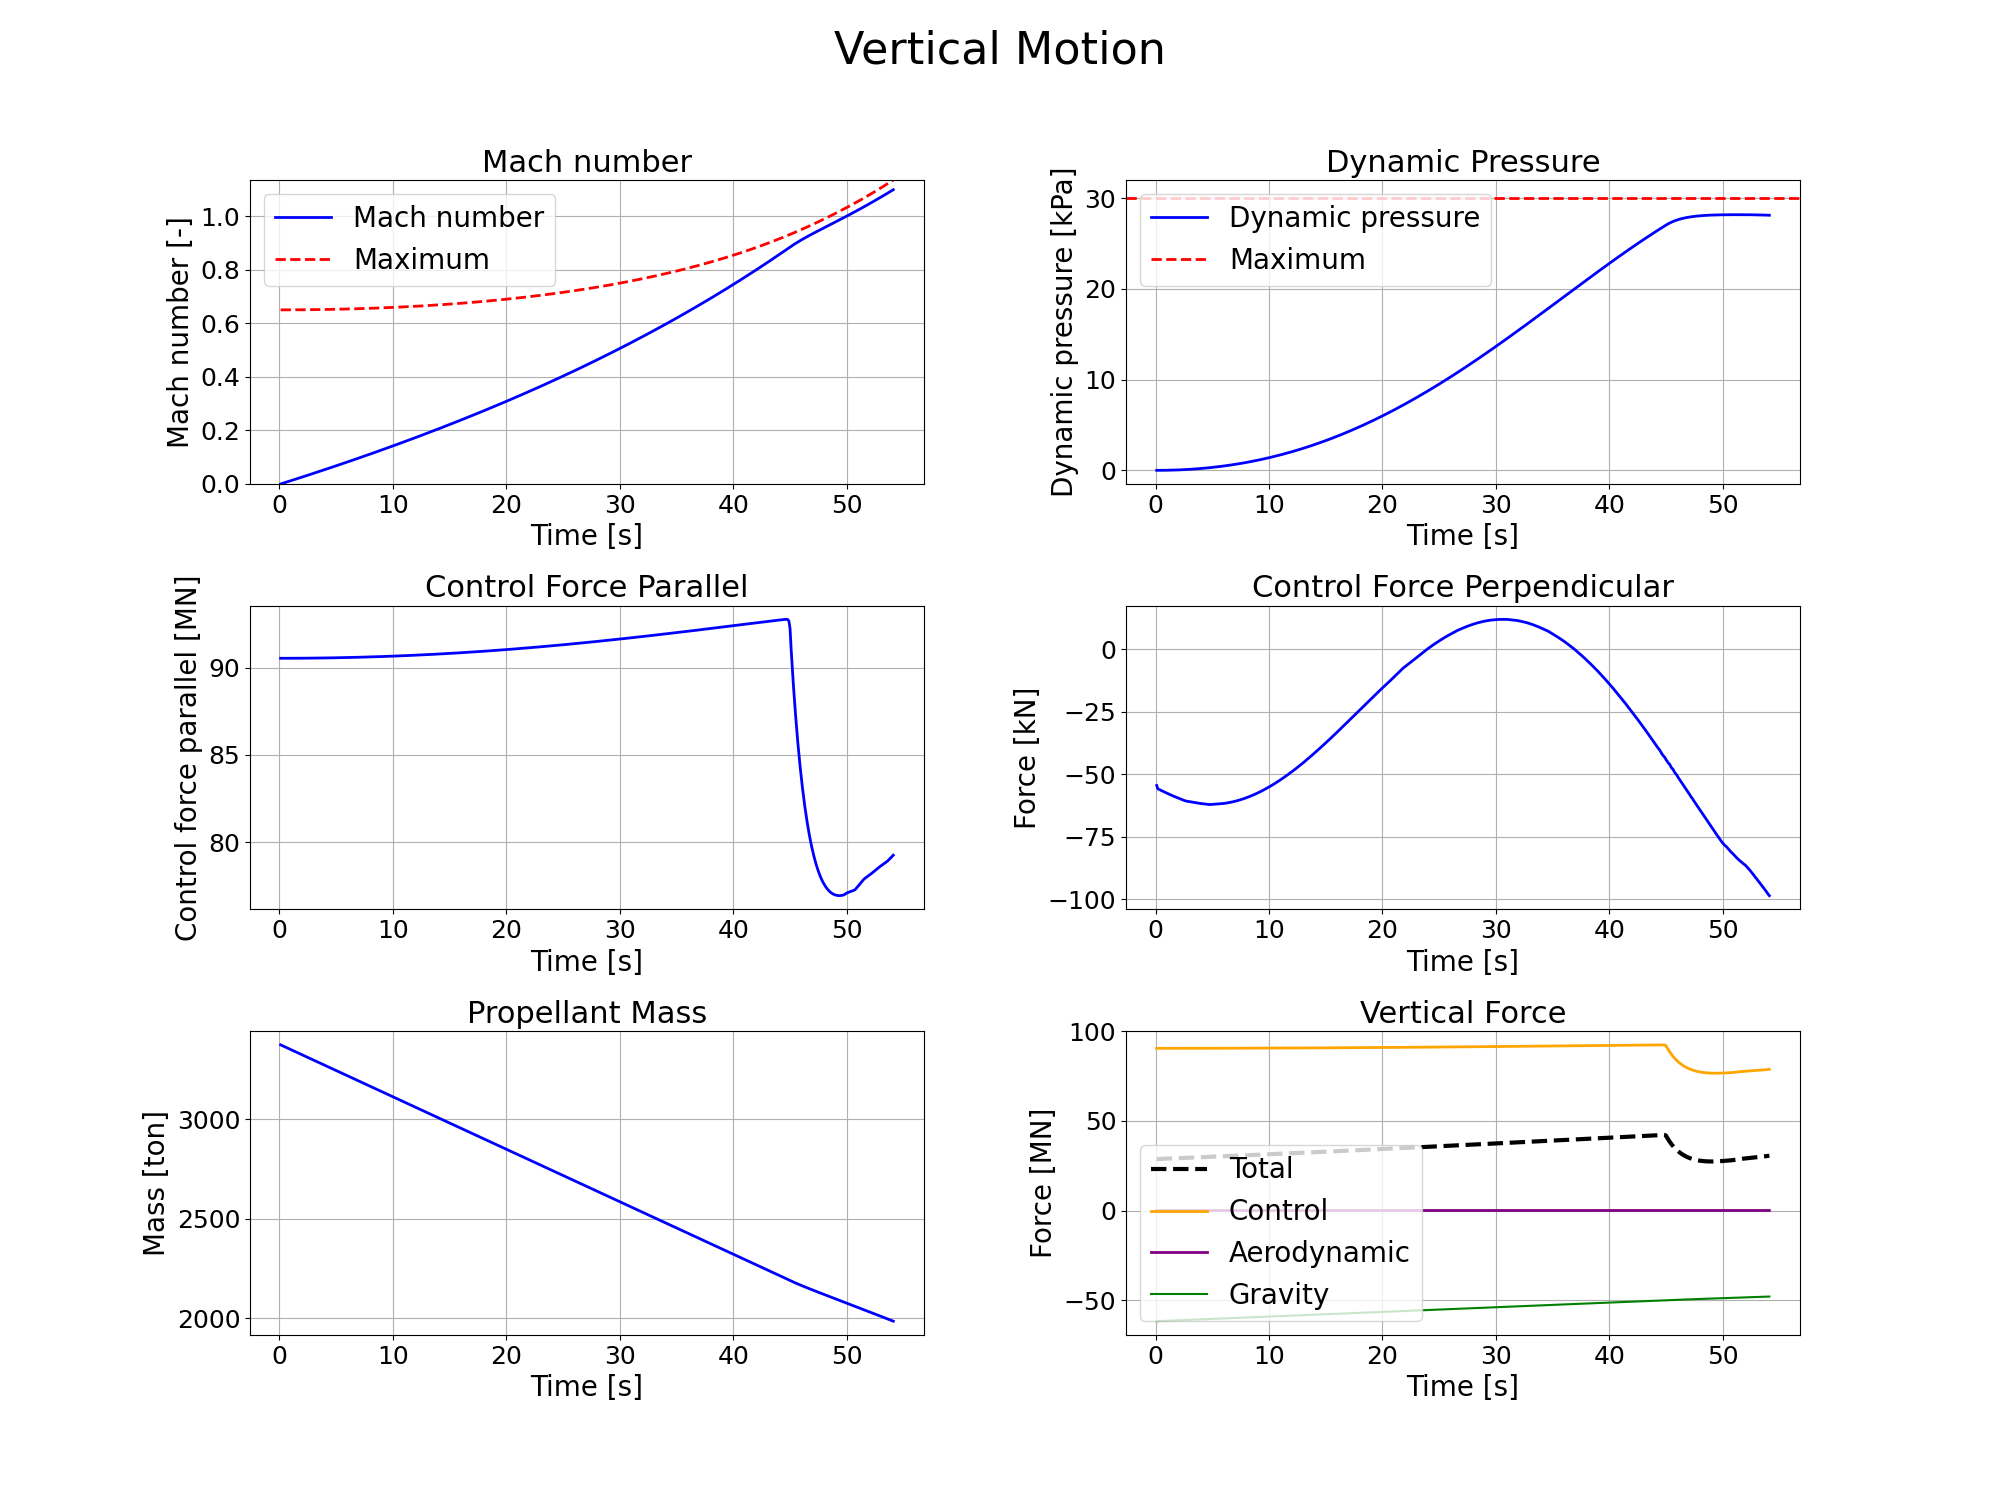 Vertical Motion
Mach number
Mach number [-]
1.0
0.8
0.6
0.4
0.2
0.0
Mach number
Maximum
0 10 20 30 40 50
Time [s]
Dynamic Pressure
Dynamic pressure [kPa]
30
20
10
0
Dynamic pressure
Maximum
0 10 20 30 40 50
Time [s]
Control Force Parallel
Control force parallel [MN]
90
85
80
0 10 20 30 40 50
Time [s]
Control Force Perpendicular
Force [kN]
0
−25
−50
−75
−100
0 10 20 30 40 50
Time [s]
Propellant Mass
Mass [ton]
3000
2500
2000
0 10 20 30 40 50
Time [s]
Vertical Force
Force [MN]
100
50
0
−50
Total
Control
Aerodynamic
Gravity
0 10 20 30 40 50
Time [s]